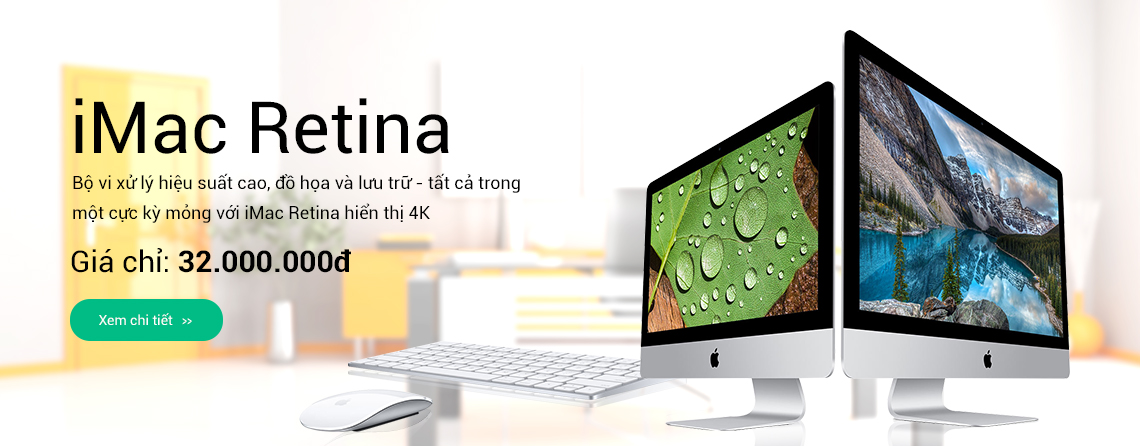 iMac Retina
Bộ vi xử lý hiệu suất cao, đồ họa và lưu trữ - tất cả trong
một cực kỳ mỏng với iMac Retina hiển thị 4K
Giá chỉ: 32.000.000đ
Xem chi tiết >>